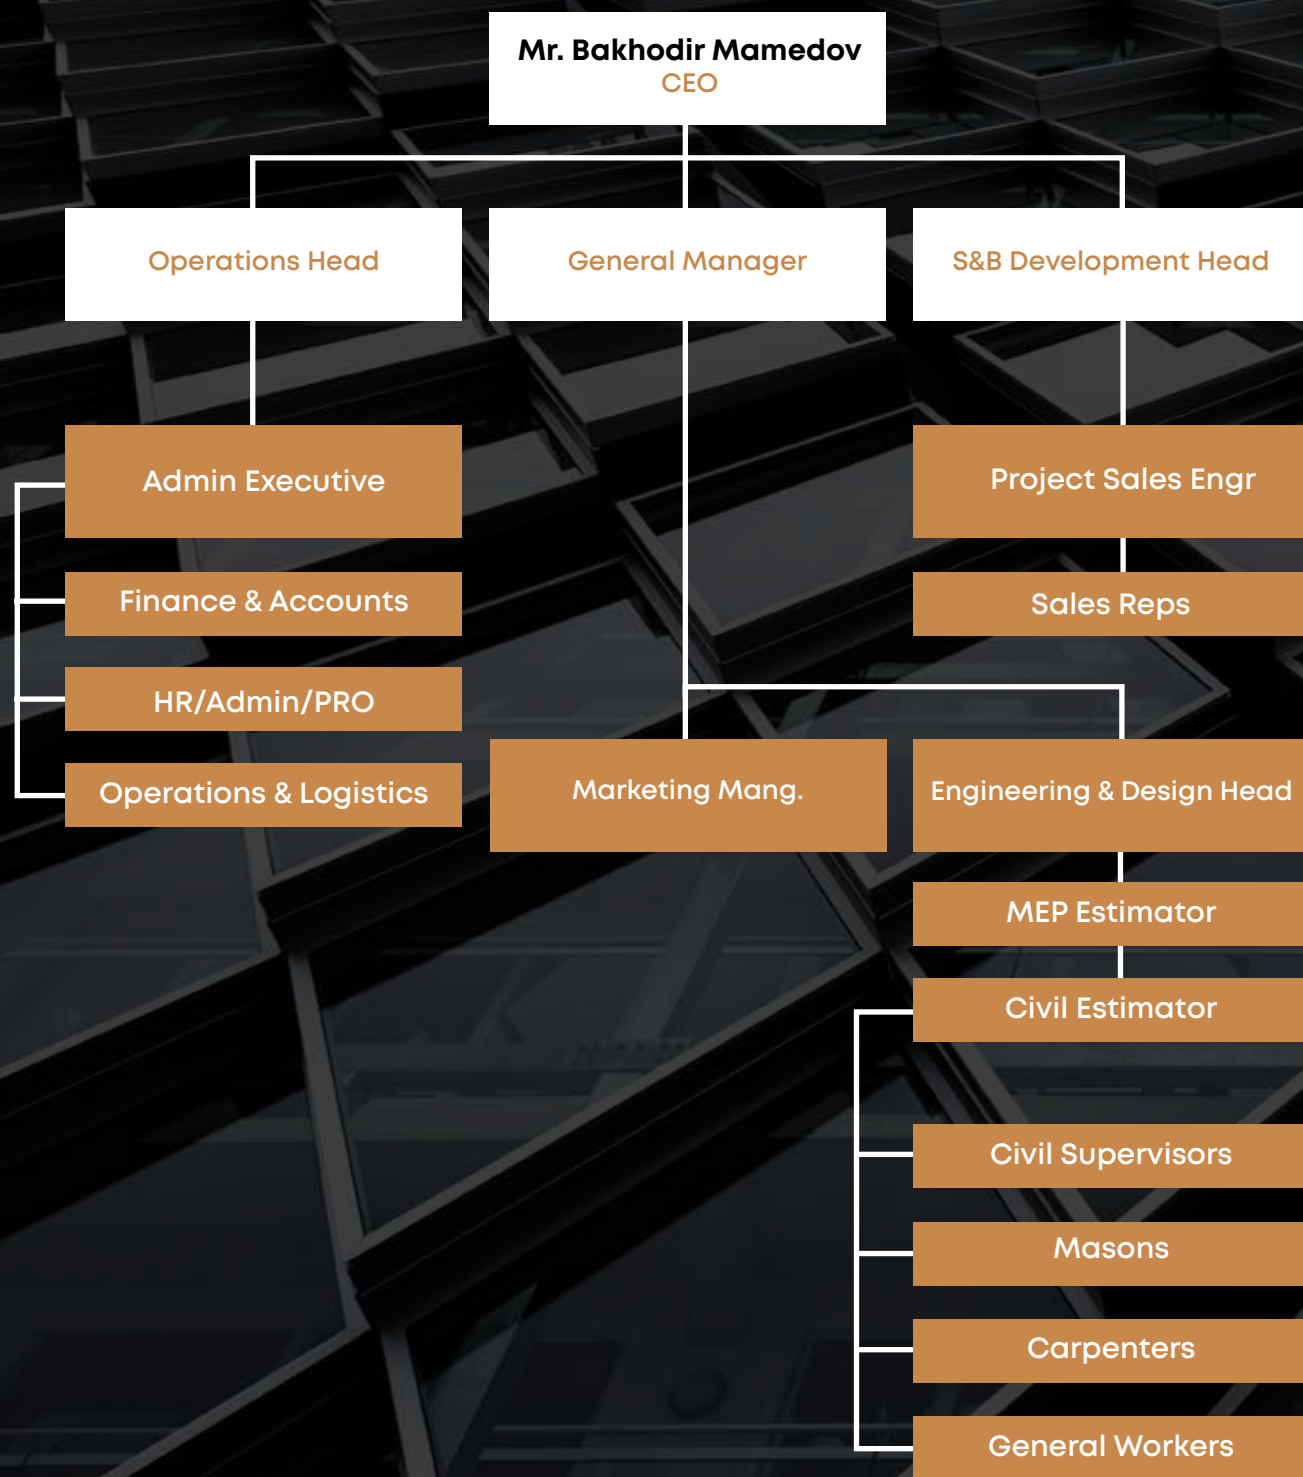 Mr. Bakhodir Mamedov
CEO
Operations Head
General Manager
S&B Development Head
Admin Executive
Finance & Accounts
HR/Admin/PRO
Operations & Logistics
Project Sales Engr
Sales Reps
Marketing Mang.
Engineering & Design Head
MEP Estimator
Civil Estimator
Civil Supervisors
Masons
Carpenters
General Workers